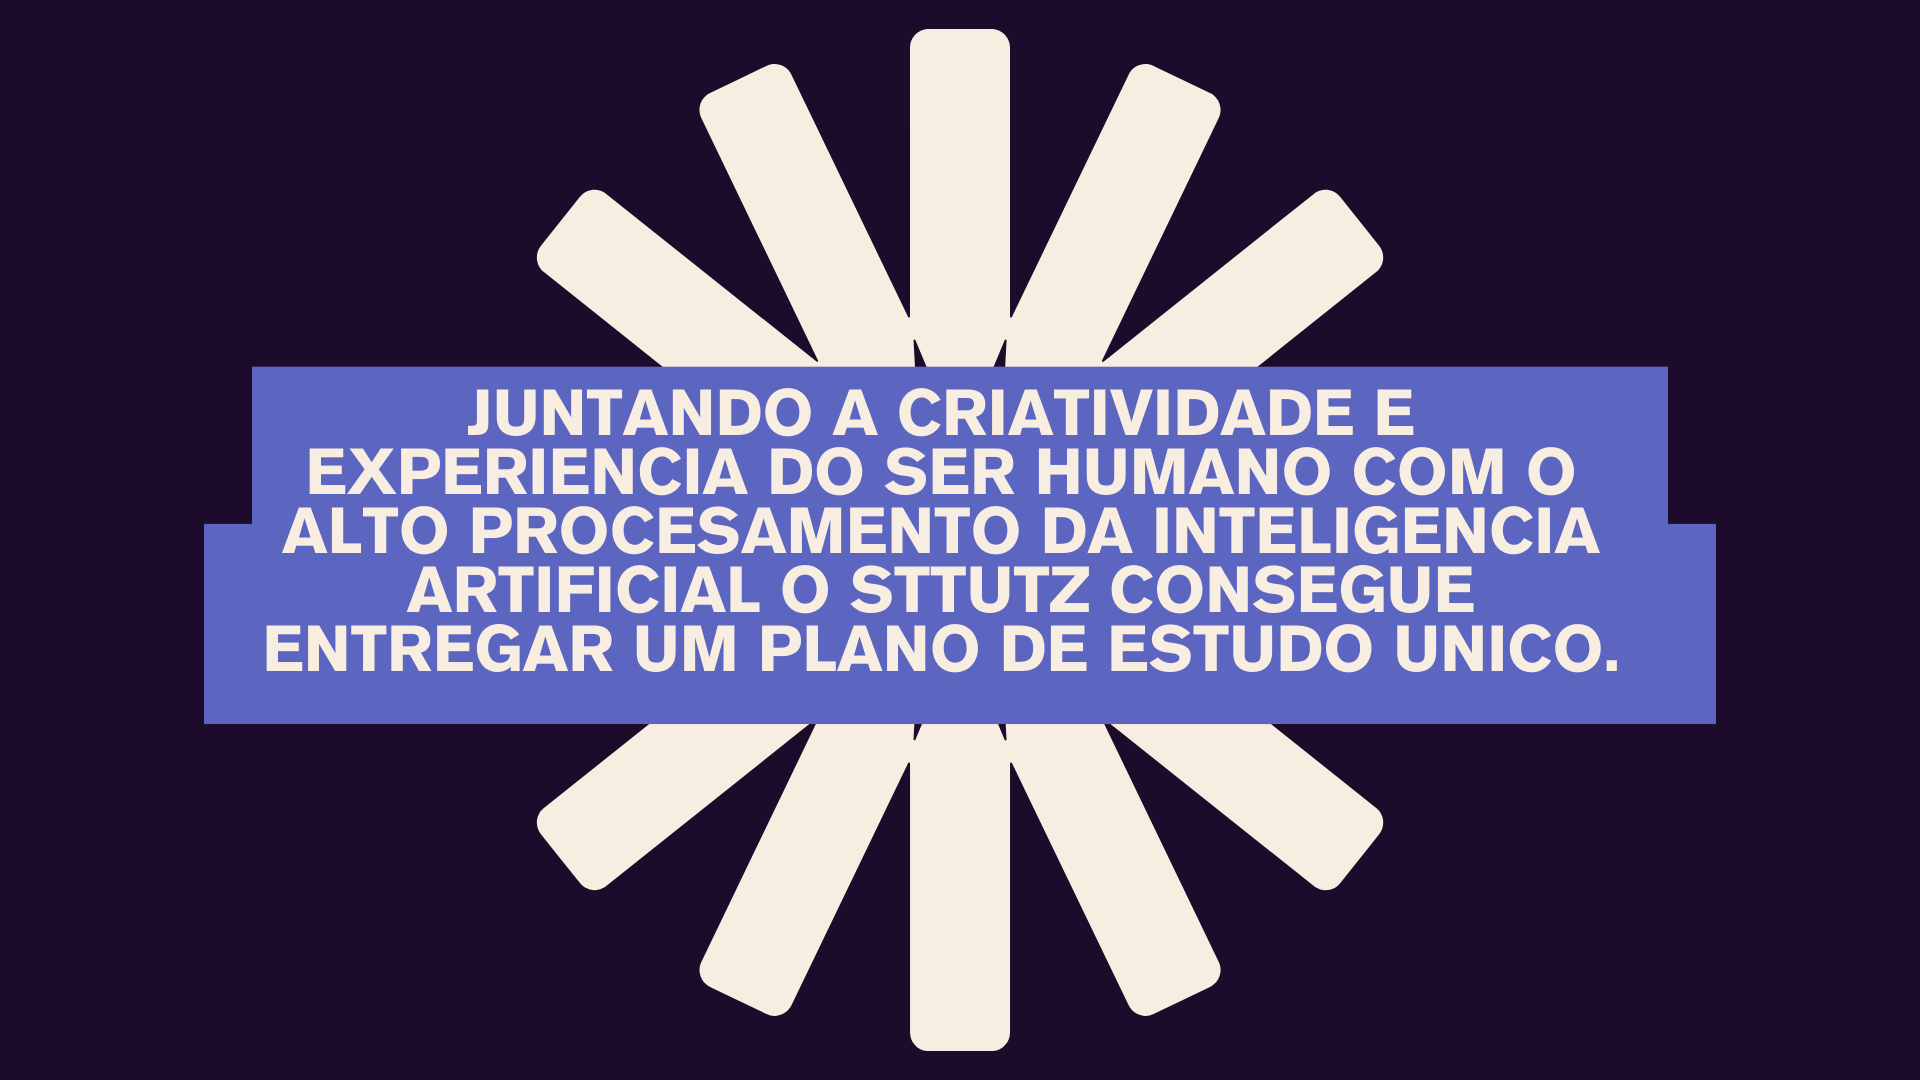 JUNTANDO A CRIATIVIDADE E
EXPERIENCIA DO SER HUMANO COM O
ALTO PROCESAMENTO DA INTELIGENCIA
ARTIFICIAL O STTUTZ CONSEGUE
ENTREGAR UM PLANO DE ESTUDO UNICO.